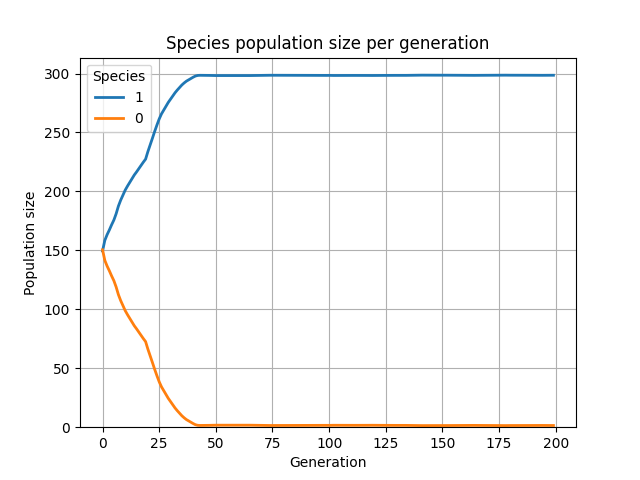 Species population size per generation
Population size
300
250
200
150
100
50
0
Species
1
0
0 25 50 75 100 125 150 175 200
Generation